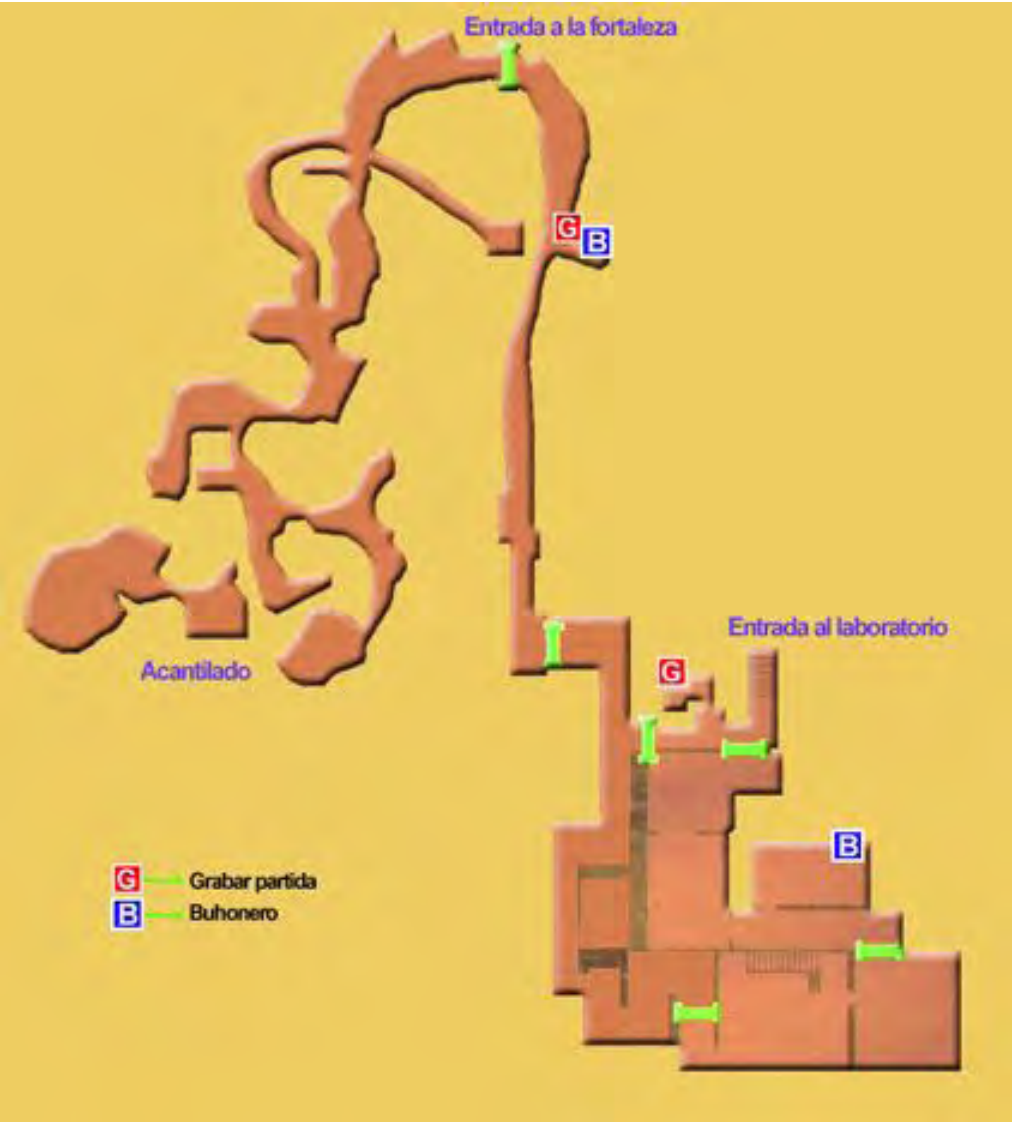 Entrada a la fortaleza
G
B
Entrada al laboratorio
Acantilado
G
B
G Grabar partida
B Buhonero